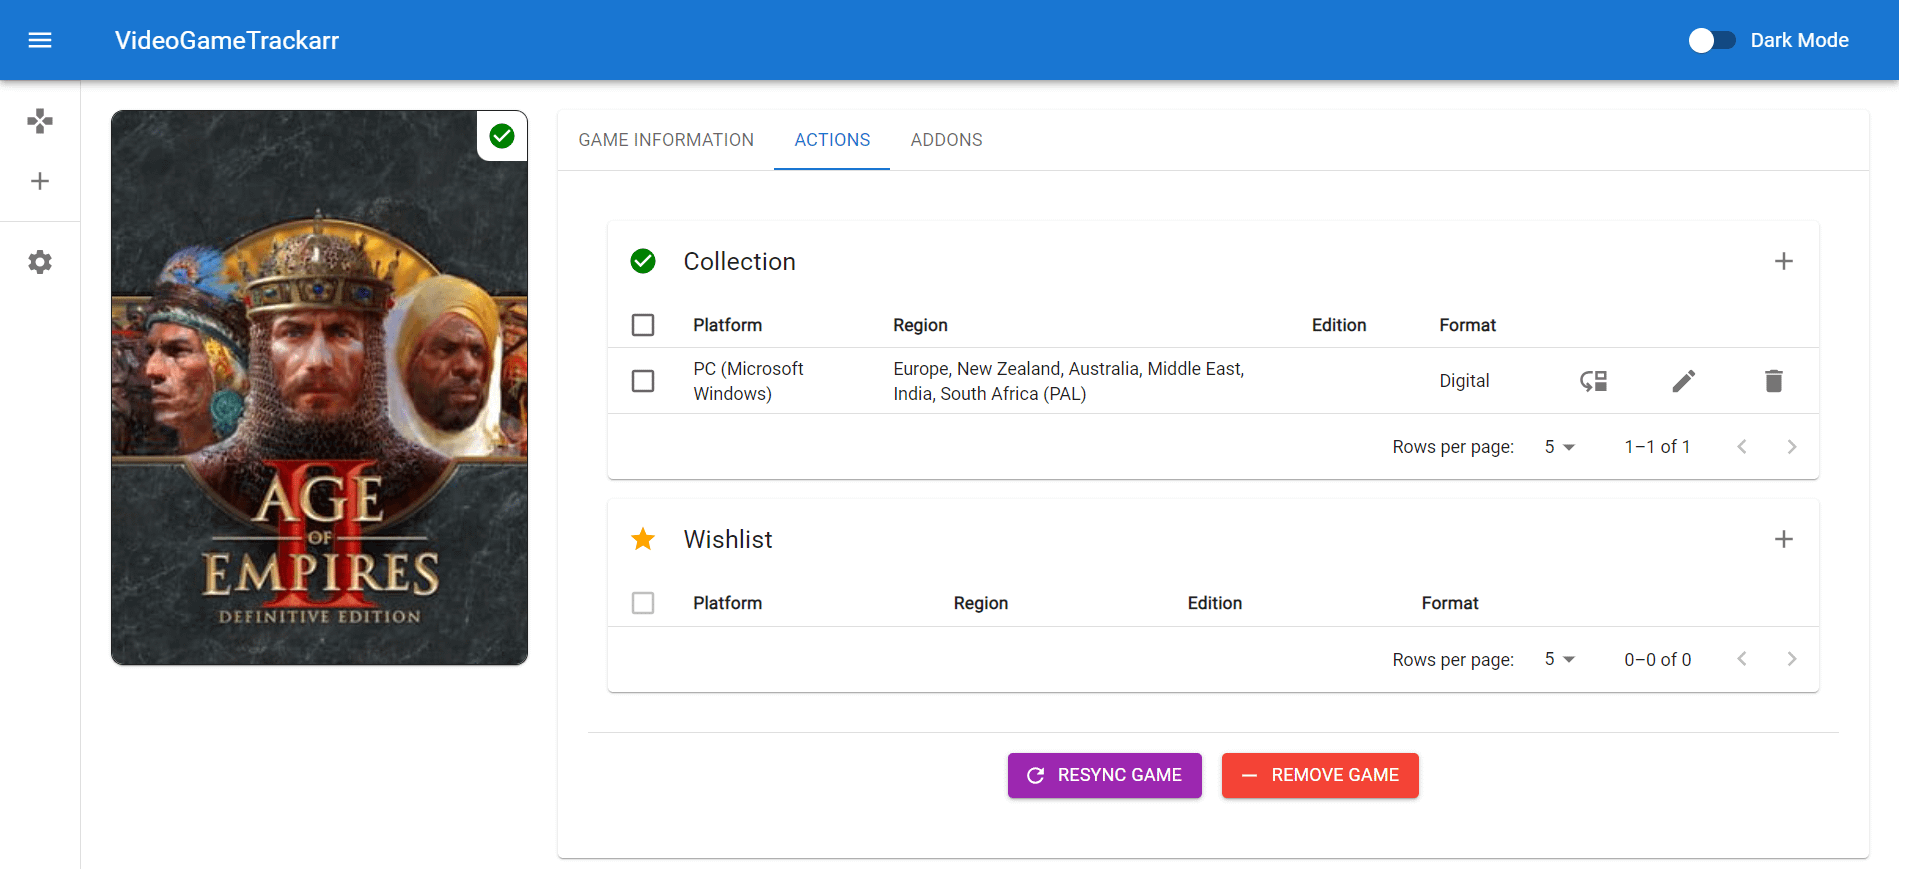 VideoGameTrackarr
Dark Mode
AGE
OF
II
EMPIRES
DEFINITIVE EDITION
GAME INFORMATION
ACTIONS
ADDONS
Collection
Platform Region Edition Format
PC (Microsoft
Windows)
Europe, New Zealand, Australia, Middle East,
India, South Africa (PAL)
Digital
Rows per page: 5 1–1 of 1
Wishlist
Platform Region Edition Format
Rows per page: 5 0–0 of 0
RESYNC GAME
REMOVE GAME